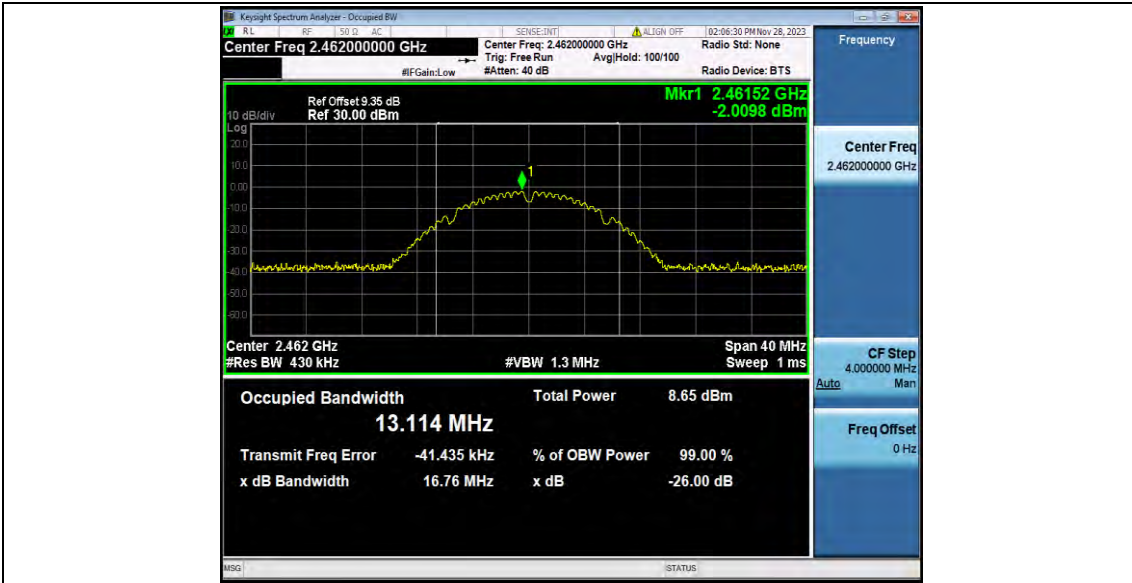 Keysight Spectrum Analyzer - Occupied BW
RL RF 50 Ω AC SENSE:INT ALIGN OFF 02:06:30 PM Nov 28, 2023
Center Freq 2.462000000 GHz Center Freq: 2.462000000 GHz Radio Std: None
Trig: Free Run Avg|Hold: 100/100
#IFGain:Low #Atten: 40 dB Radio Device: BTS
Frequency
Mkr1 2.46152 GHz
-2.0098 dBm
Ref Offset 9.35 dB
10 dB/div Ref 30.00 dBm
Log
20.0
10.0
0.00
-10.0
-20.0
-30.0
-40.0
-50.0
-60.0
1
Center 2.462 GHz Span 40 MHz
#Res BW 430 kHz #VBW 1.3 MHz Sweep 1 ms
Occupied Bandwidth Total Power 8.65 dBm
13.114 MHz
Transmit Freq Error -41.435 kHz % of OBW Power 99.00 %
x dB Bandwidth 16.76 MHz x dB -26.00 dB
Center Freq
2.462000000 GHz
CF Step
4.000000 MHz
Auto Man
Freq Offset
0 Hz
MSG STATUS